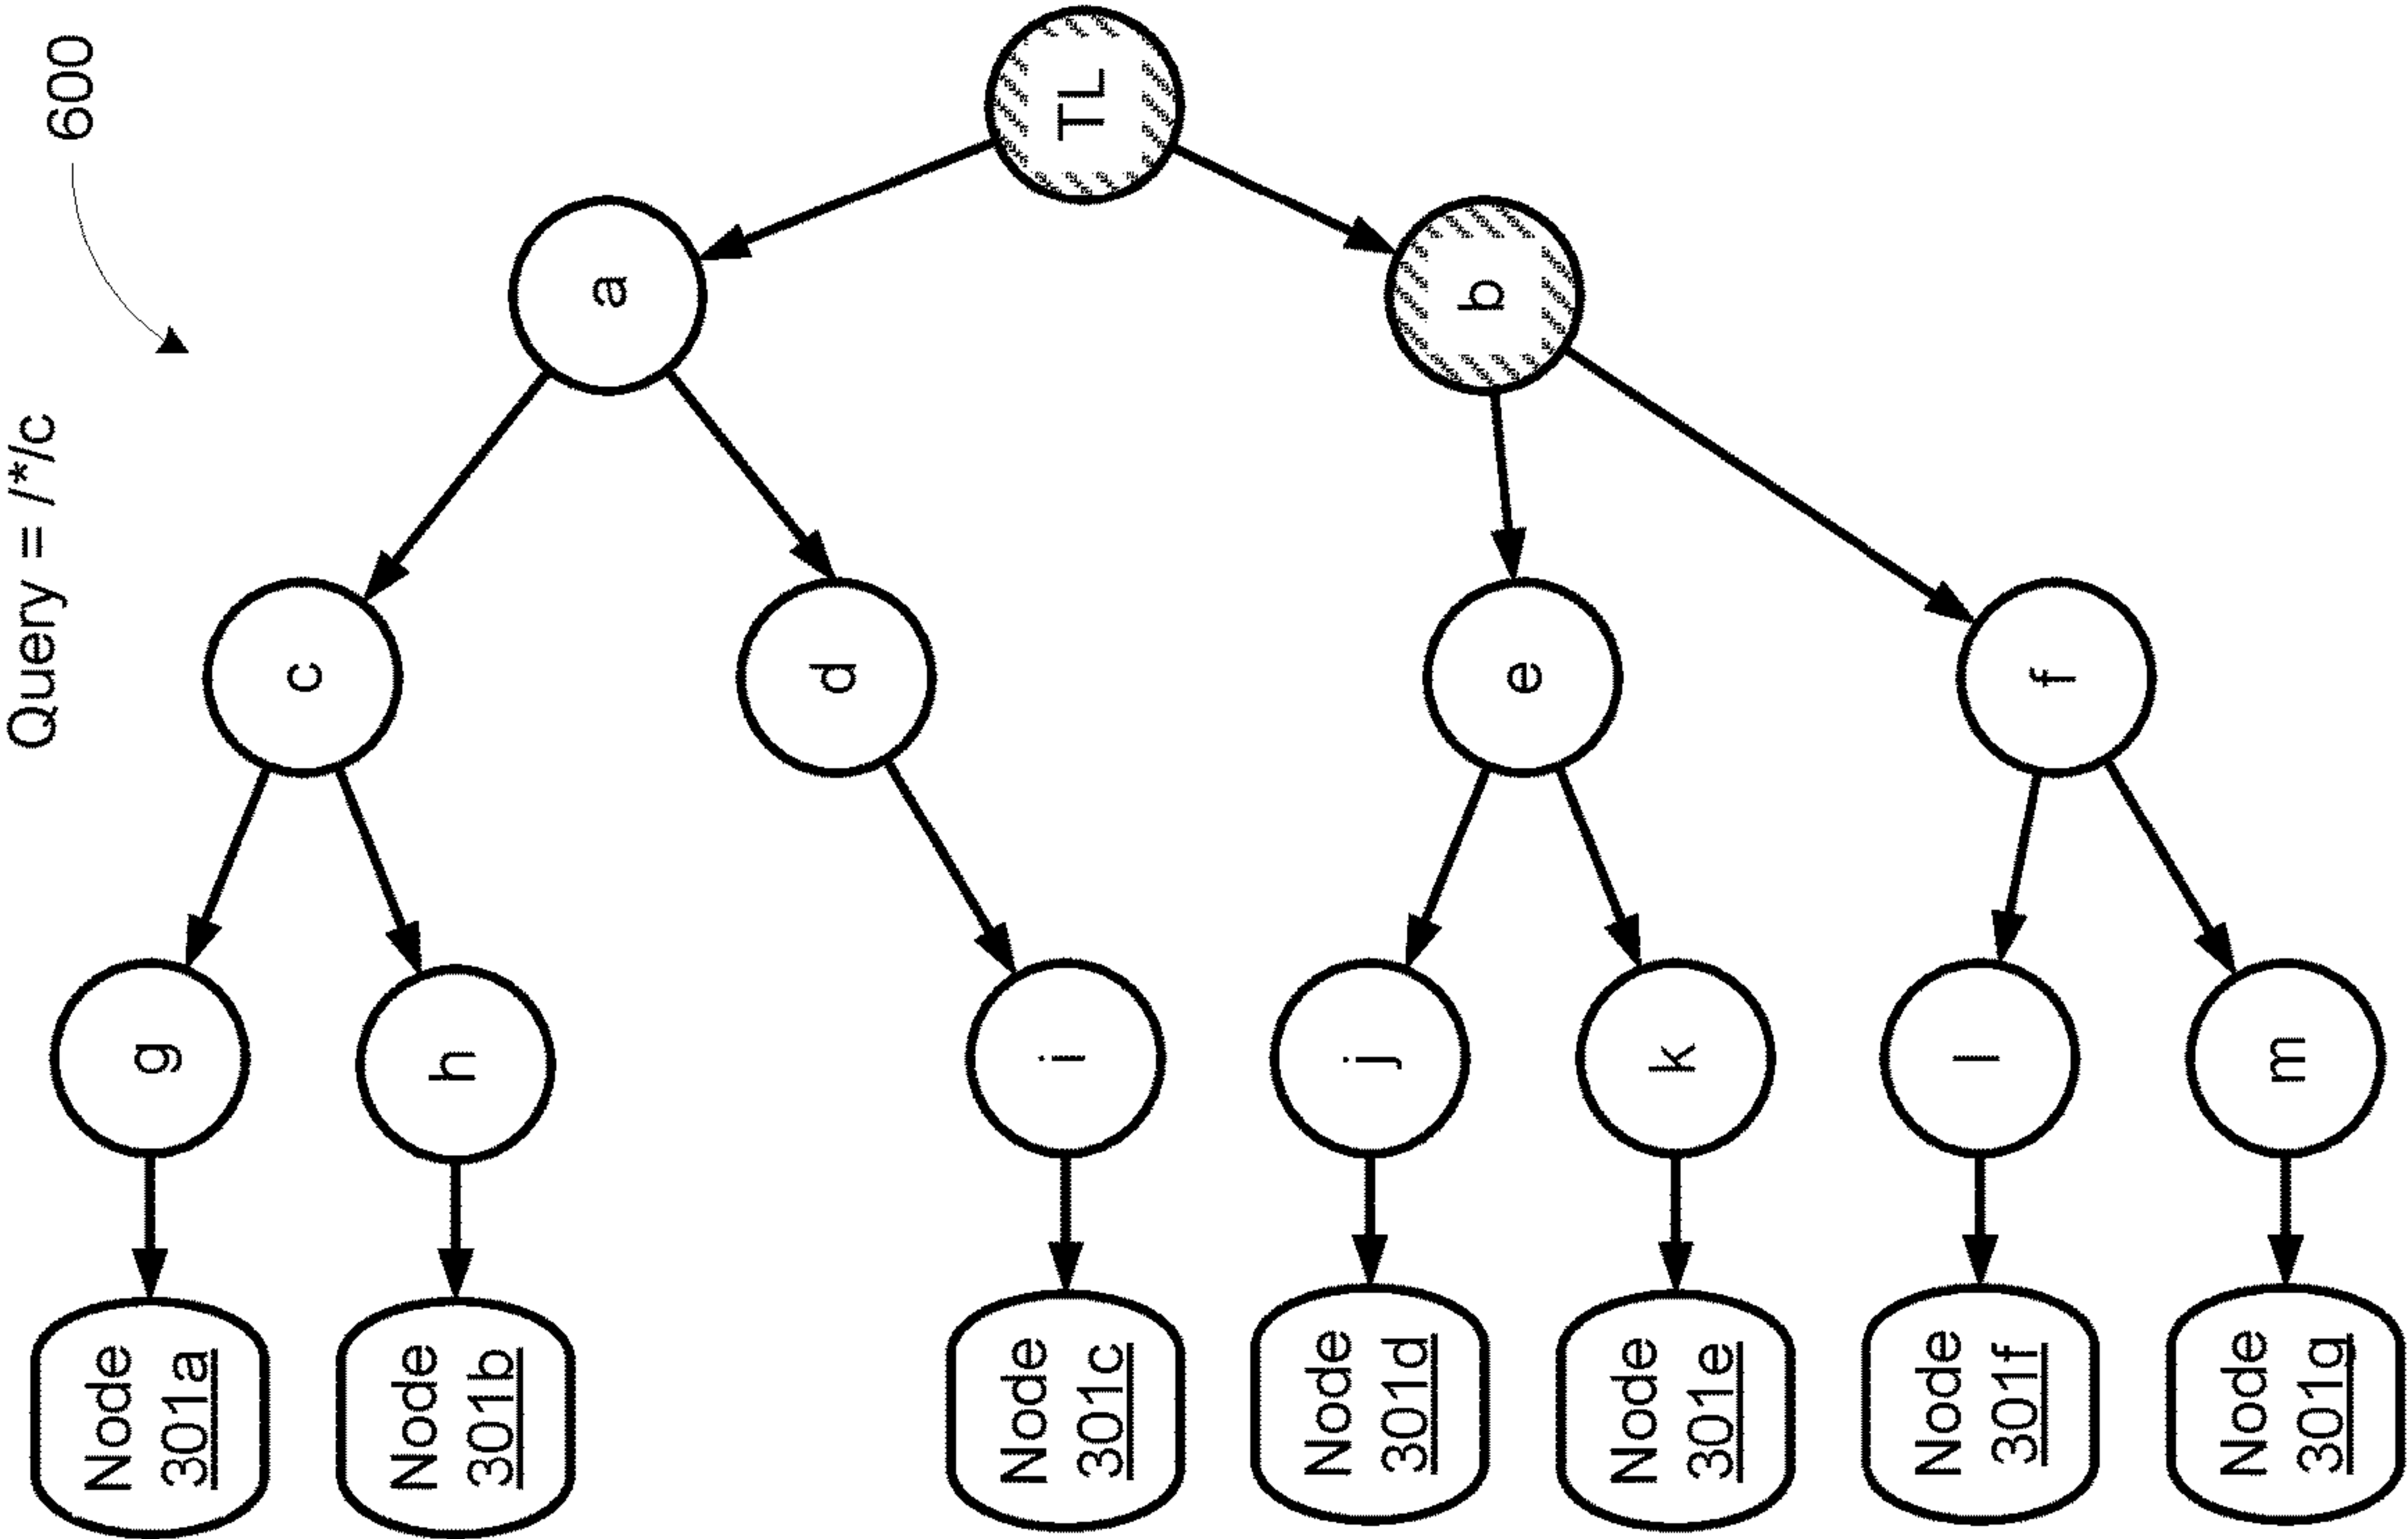 Query = /*/c
600
Node
301a
g
c
Node
301b
h
a
d
Node
301c
i
TL
Node
301d
j
b
e
Node
301e
k
Node
301f
l
f
Node
301g
m